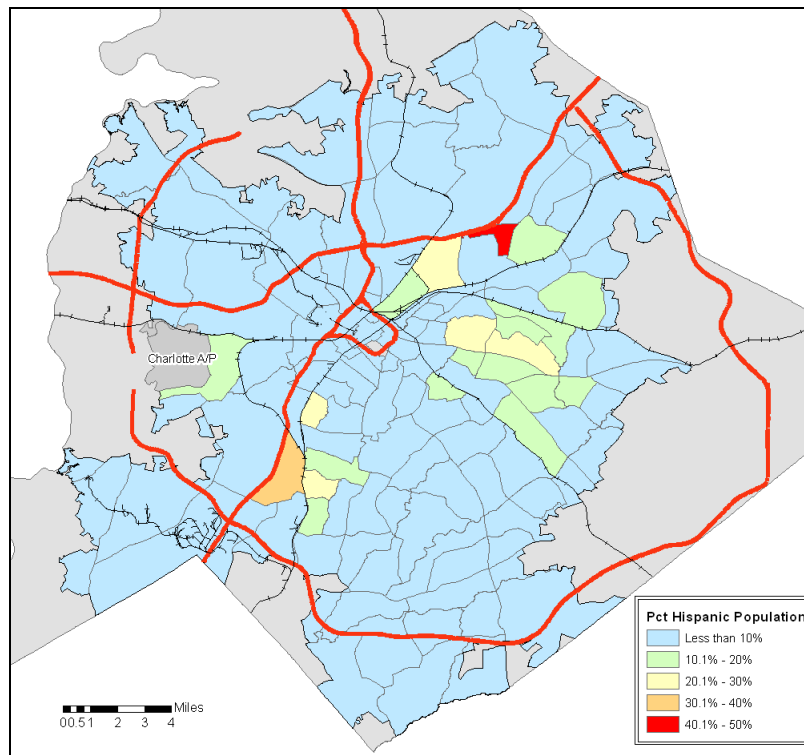 Charlotte A/P
Pct Hispanic Population
Less than 10%
10.1% - 20%
20.1% - 30%
30.1% - 40%
40.1% - 50%
Miles
0 0.5 1 2 3 4